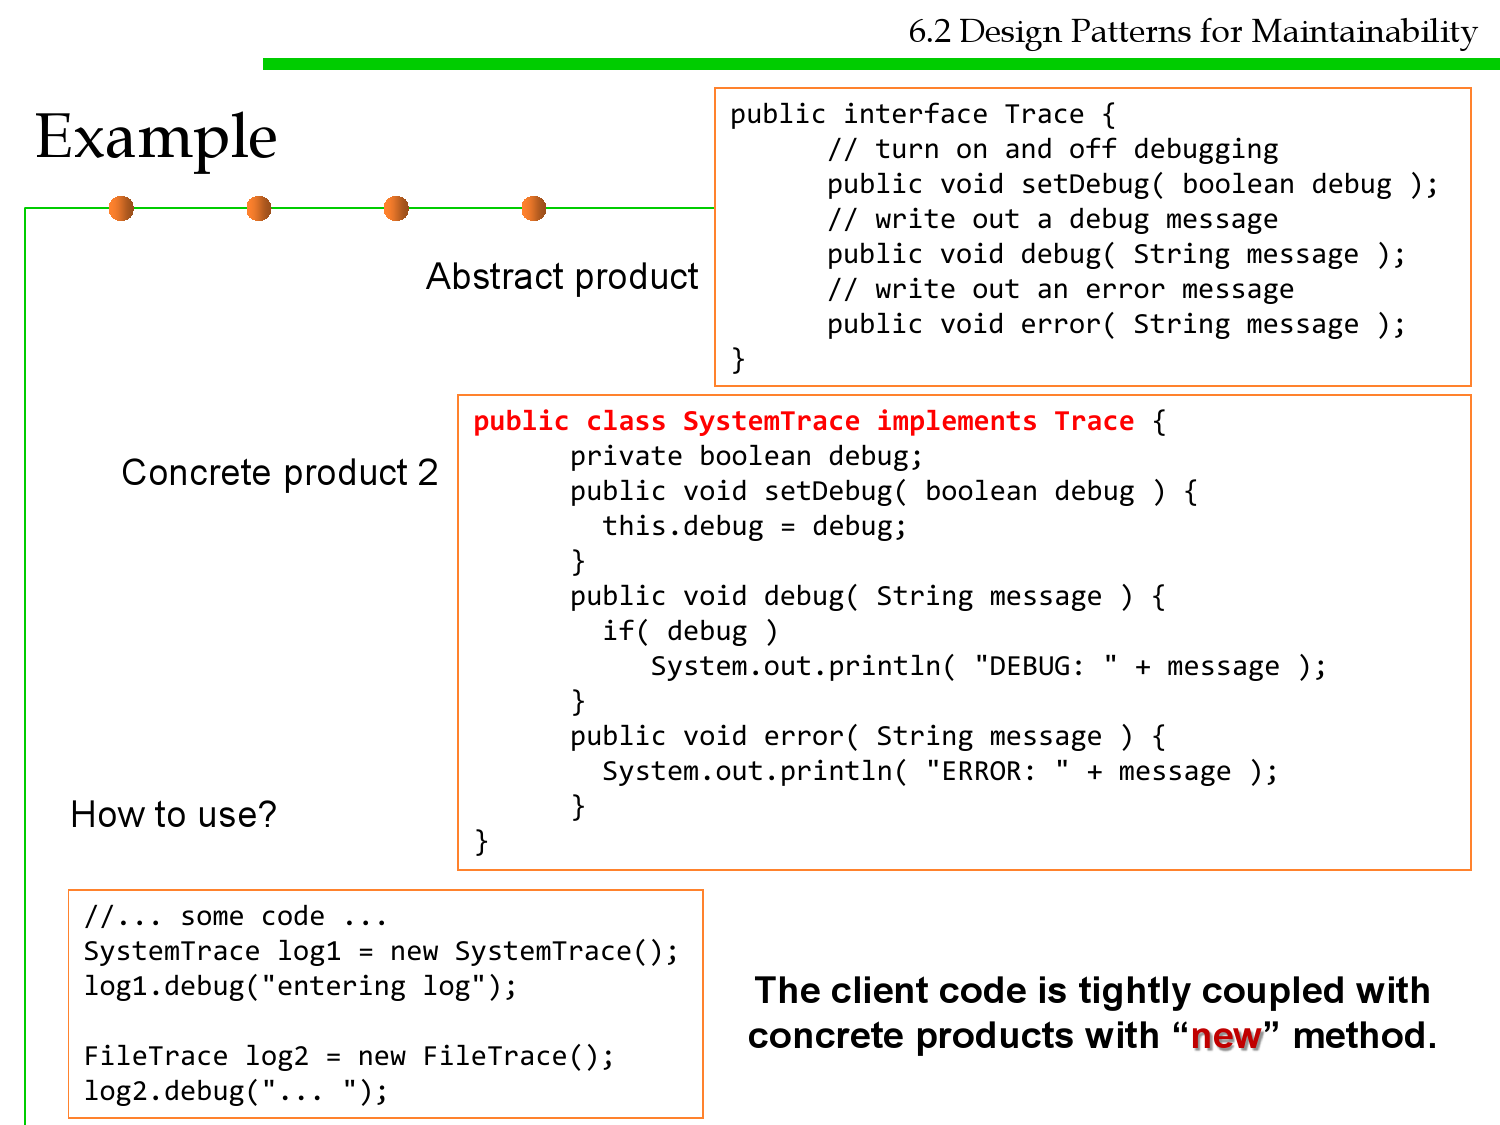 6.2 Design Patterns for Maintainability
Example
public interface Trace {
// turn on and off debugging
public void setDebug( boolean debug );
// write out a debug message
public void debug( String message );
// write out an error message
public void error( String message );
}
Abstract product
public class SystemTrace implements Trace {
private boolean debug;
public void setDebug( boolean debug ) {
this.debug = debug;
}
public void debug( String message ) {
if( debug )
System.out.println( "DEBUG: " + message );
}
public void error( String message ) {
System.out.println( "ERROR: " + message );
}
}
Concrete product 2
How to use?
//... some code ...
SystemTrace log1 = new SystemTrace();
log1.debug("entering log");
FileTrace log2 = new FileTrace();
log2.debug("... ");
The client code is tightly coupled with
concrete products with “new” method.